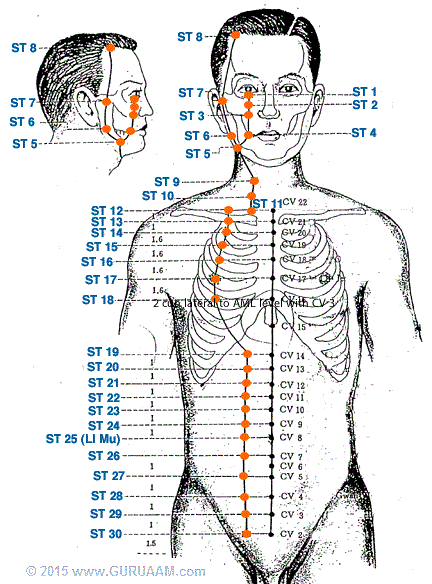 ST 8
ST 8
ST 7
ST 7
ST 1
ST 2
ST 6
ST 3
ST 5
ST 6
ST 4
ST 5
ST 9
ST 10
ST 11
CV 22
ST 12
ST 13
CV 21
1
ST 14
CV 20
1.6
ST 15
CV 19
1.6
ST 16
CV 18
1.6
ST 17
CV 17
1.6
ST 18
2 cun lateral to AML level with CV 3
CV 15
ST 19
CV 14
1
ST 20
CV 13
1
ST 21
CV 12
1
ST 22
CV 11
1
ST 23
CV 10
1
ST 24
CV 9
1
ST 25 (LI Mu)
CV 8
ST 26
CV 7
1
CV 6
ST 27
CV 5
1
ST 28
CV 4
1
ST 29
CV 3
1
ST 30
CV 2
1.5
© 2015 www.GURUAAM.com